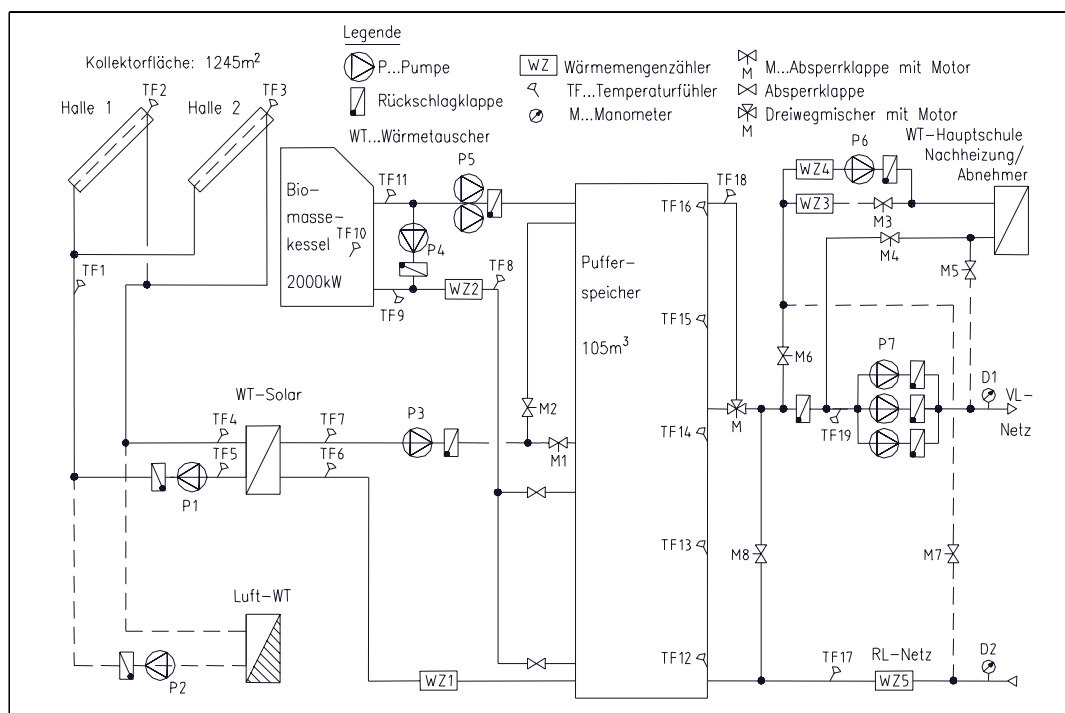 Legende
P...Pumpe
Rückschlagklappe
WT...Wärmetauscher
WZ Wärmemengenzähler
TF...Temperaturfühler
M...Manometer
M
M...Absperrklappe mit Motor
Absperrklappe
M
Dreiwegmischer mit Motor
Kollektorfläche: 1245m²
Halle 1
TF2
Halle 2
TF3
TF1
Bio-
masse-
kessel
TF10
2000kW
TF11
P5
P4
TF9
WZ2
TF8
Puffer-
speicher
105m³
TF16
TF15
TF14
TF13
TF12
TF18
WZ4
P6
WZ3
M3
WT-Hauptschule
Nachheizung/
Abnehmer
M4
M5
M6
P7
D1
VL-
Netz
M
TF19
WT-Solar
TF4
TF7
P3
M2
M1
TF5
TF6
P1
M8
M7
Luft-WT
P2
WZ1
TF17
RL-Netz
WZ5
D2